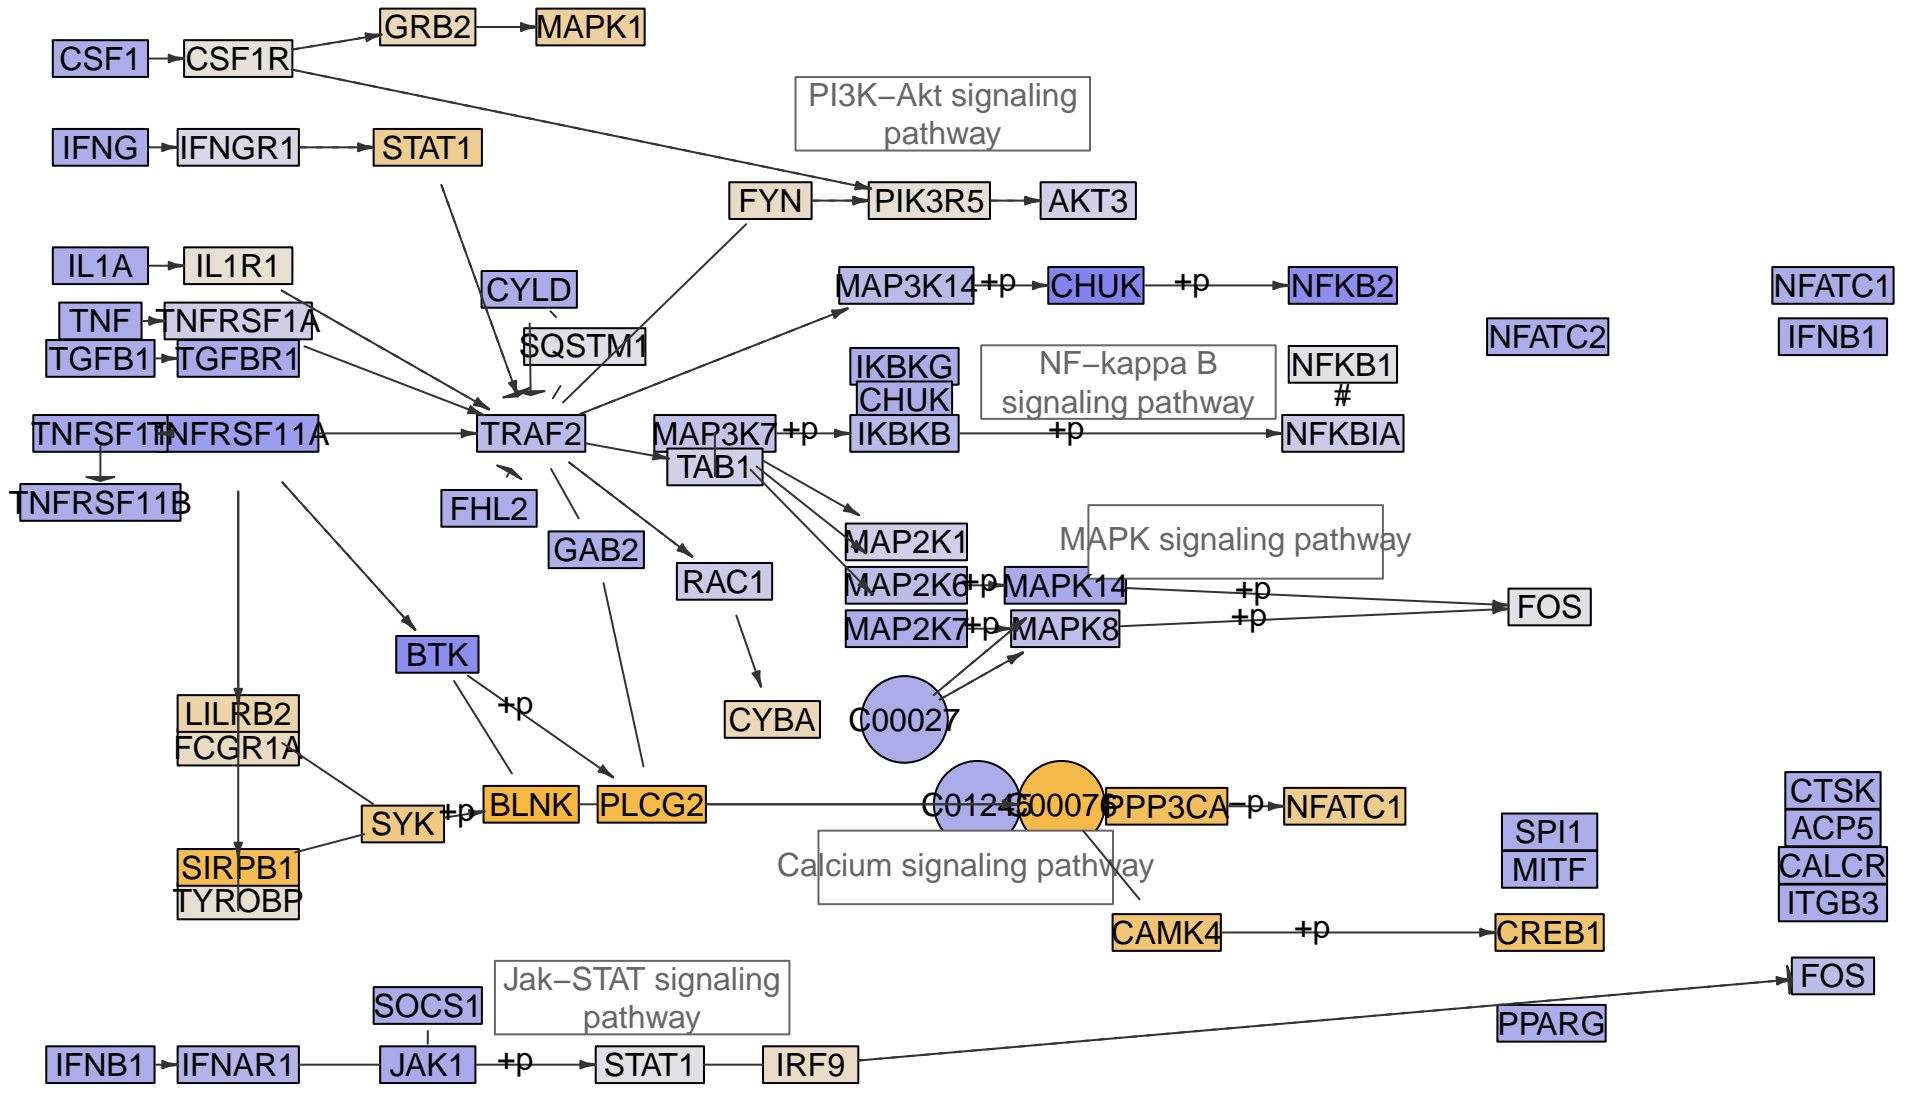 GRB2
MAPK1
CSF1
CSF1R
PI3K–Akt signaling
pathway
IFNG
IFNGR1
STAT1
FYN
PIK3R5
AKT3
IL1A
IL1R1
CYLD
MAP3K14
+p
CHUK
+p
NFKB2
NFATC1
TNF
TNFRSF1A
SQSTM1
NFATC2
IFNB1
TGFB1
TGFBR1
IKBKG
NF–kappa B
signaling pathway
NFKB1
CHUK
#
TNFRSF11A
TRAF2
MAP3K7
+p
IKBKB
+p
NFKBIA
TAB1
TNFRSF11B
FHL2
GAB2
MAP2K1
MAPK signaling pathway
RAC1
MAP2K6
+p
MAPK14
+p
FOS
MAP2K7
+p
MAPK8
+p
BTK
+p
LILRB2
CYBA
C00027
FCGR1A
SYK
+p
BLNK
PLCG2
C00076
PPP3CA
–p
NFATC1
CTSK
SPI1
ACP5
SIRPB1
Calcium signaling pathway
MITF
CALCR
TYROBP
ITGB3
CAMK4
+p
CREB1
Jak–STAT signaling
pathway
FOS
SOCS1
PPARG
IFNB1
IFNAR1
JAK1
+p
STAT1
IRF9